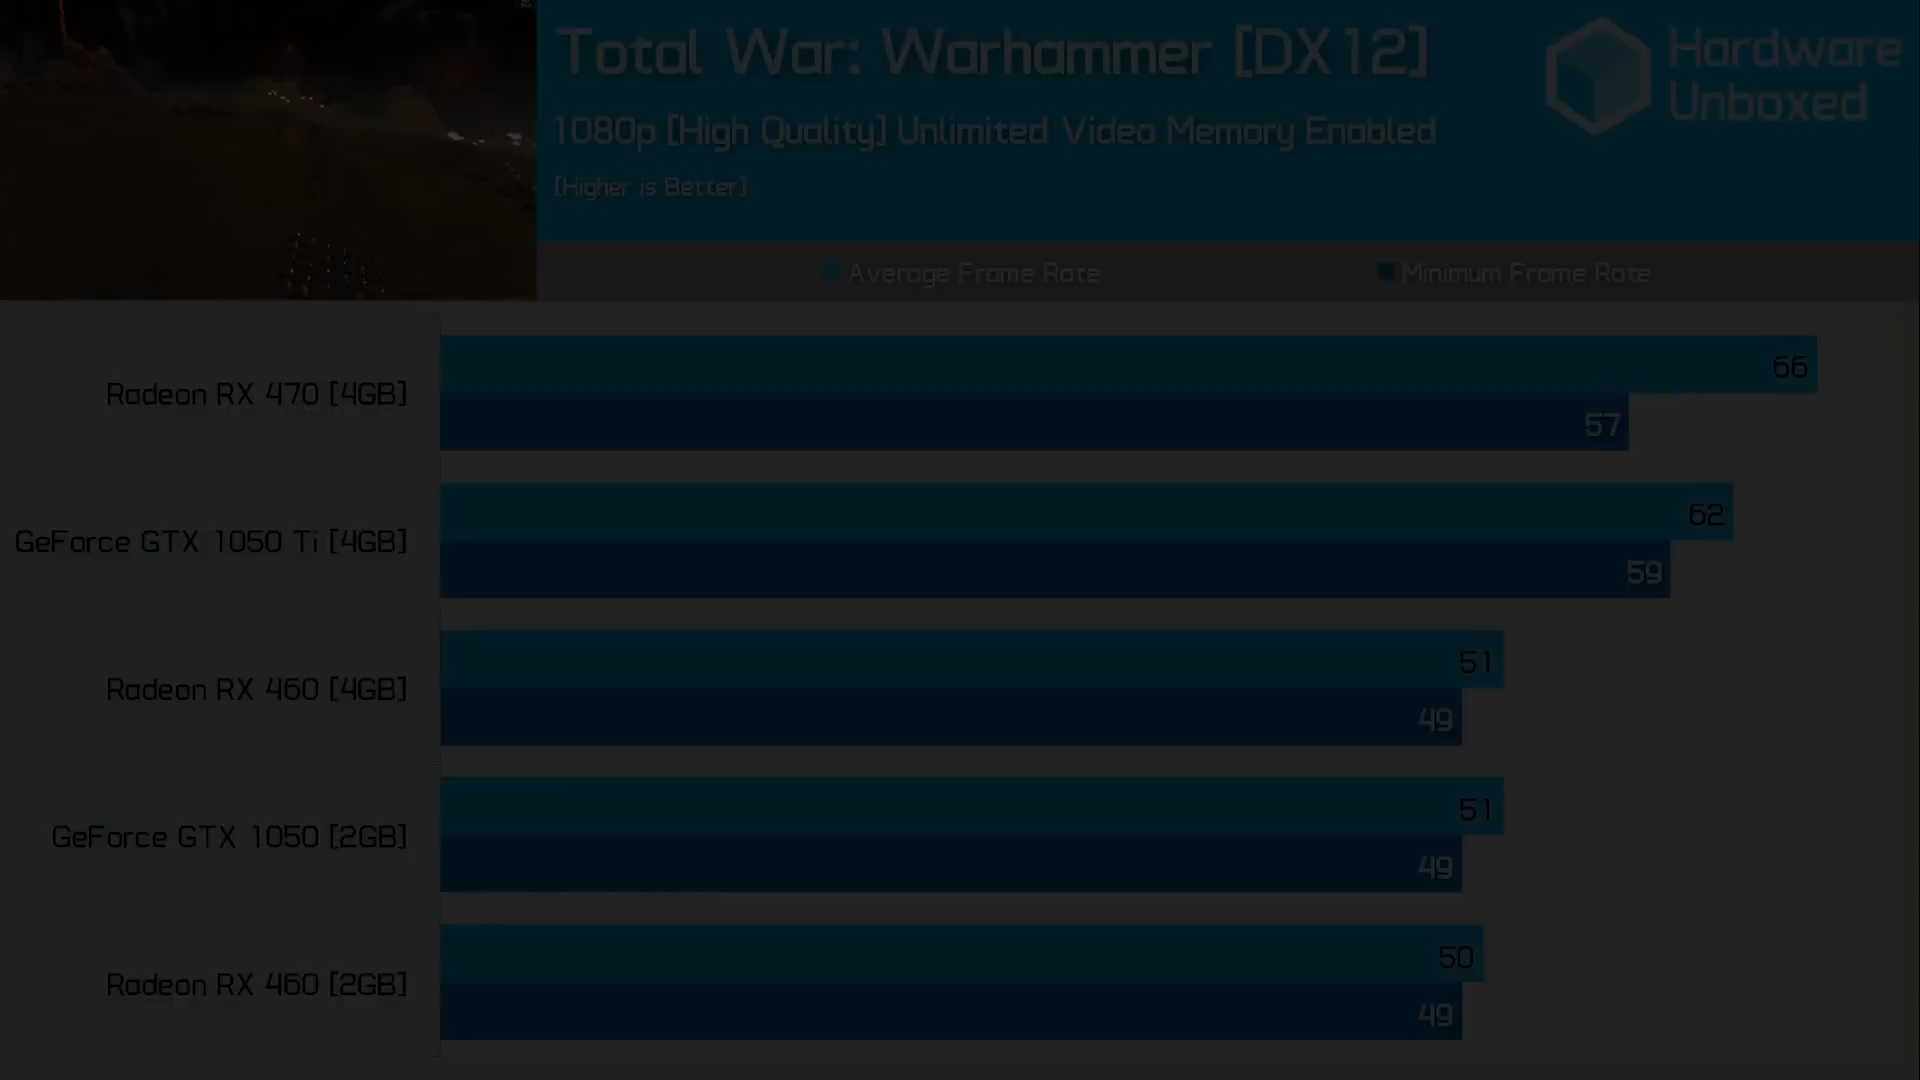 Total War: Warhammer [DX12]
Hardware
Unboxed
1080p [High Quality] Unlimited Video Memory Enabled
[Higher is Better]
Average Frame Rate
Minimum Frame Rate
Radeon RX 470 [4GB]
66
57
GeForce GTX 1050 Ti [4GB]
62
59
Radeon RX 460 [4GB]
51
49
GeForce GTX 1050 [2GB]
51
49
Radeon RX 460 [2GB]
50
49